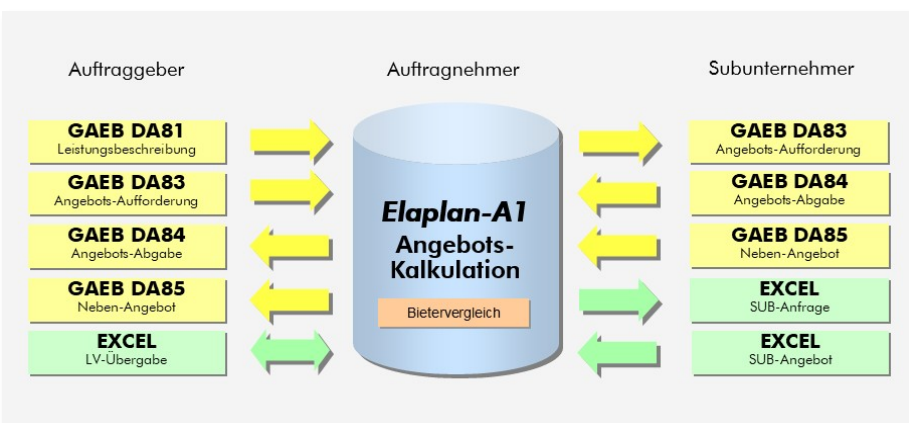 Auftraggeber
Auftragnehmer
Subunternehmer
GAEB DA81
Leistungsbeschreibung
GAEB DA83
Angebots-Aufforderung
GAEB DA84
Angebots-Abgabe
GAEB DA85
Neben-Angebot
EXCEL
LV-Übergabe
Elaplan-A1
Angebots-
Kalkulation
Bietervergleich
GAEB DA83
Angebots-Aufforderung
GAEB DA84
Angebots-Abgabe
GAEB DA85
Neben-Angebot
EXCEL
SUB-Anfrage
EXCEL
SUB-Angebot